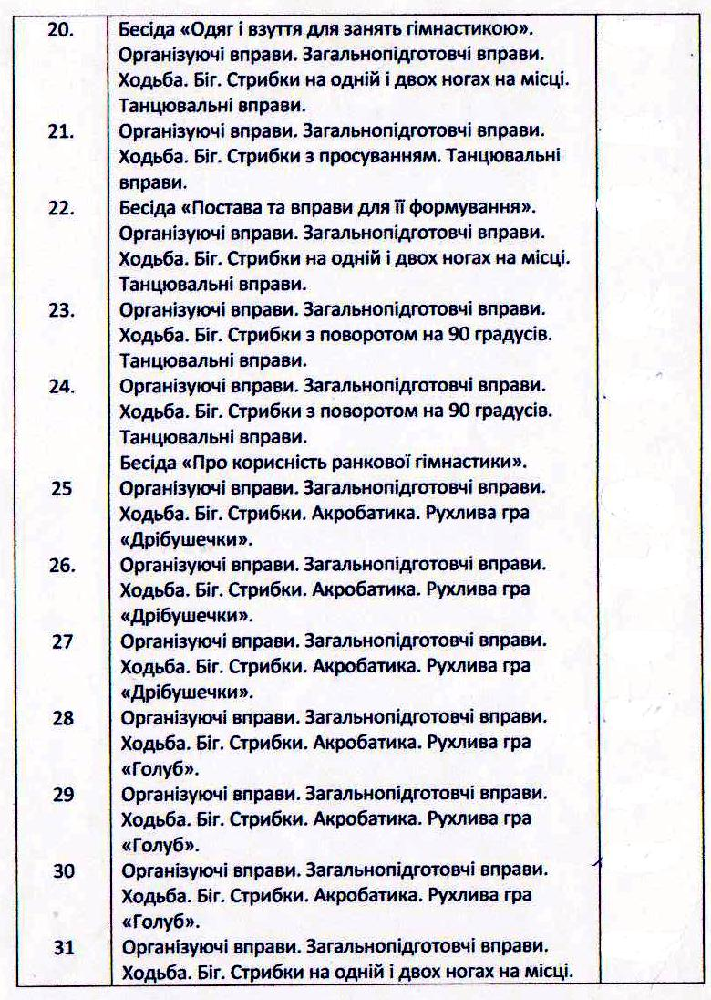 20. Бесіда «Одяг і взуття для занять гімнастикою».
Організуючі вправи. Загальнопідготовчі вправи.
Ходьба. Біг. Стрибки на одній і двох ногах на місці.
Танцювальні вправи.
21. Організуючі вправи. Загальнопідготовчі вправи.
Ходьба. Біг. Стрибки з просуванням. Танцювальні
вправи.
22. Бесіда «Постава та вправи для її формування».
Організуючі вправи. Загальнопідготовчі вправи.
Ходьба. Біг. Стрибки на одній і двох ногах на місці.
Танцювальні вправи.
23. Організуючі вправи. Загальнопідготовчі вправи.
Ходьба. Біг. Стрибки з поворотом на 90 градусів.
Танцювальні вправи.
24. Організуючі вправи. Загальнопідготовчі вправи.
Ходьба. Біг. Стрибки з поворотом на 90 градусів.
Танцювальні вправи.
Бесіда «Про корисність ранкової гімнастики».
25 Організуючі вправи. Загальнопідготовчі вправи.
Ходьба. Біг. Стрибки. Акробатика. Рухлива гра
«Дрібушечки».
26. Організуючі вправи. Загальнопідготовчі вправи.
Ходьба. Біг. Стрибки. Акробатика. Рухлива гра
«Дрібушечки».
27 Організуючі вправи. Загальнопідготовчі вправи.
Ходьба. Біг. Стрибки. Акробатика. Рухлива гра
«Дрібушечки».
28 Організуючі вправи. Загальнопідготовчі вправи.
Ходьба. Біг. Стрибки. Акробатика. Рухлива гра
«Голуб».
29 Організуючі вправи. Загальнопідготовчі вправи.
Ходьба. Біг. Стрибки. Акробатика. Рухлива гра
«Голуб».
30 Організуючі вправи. Загальнопідготовчі вправи.
Ходьба. Біг. Стрибки. Акробатика. Рухлива гра
«Голуб».
31 Організуючі вправи. Загальнопідготовчі вправи.
Ходьба. Біг. Стрибки на одній і двох ногах на місці.